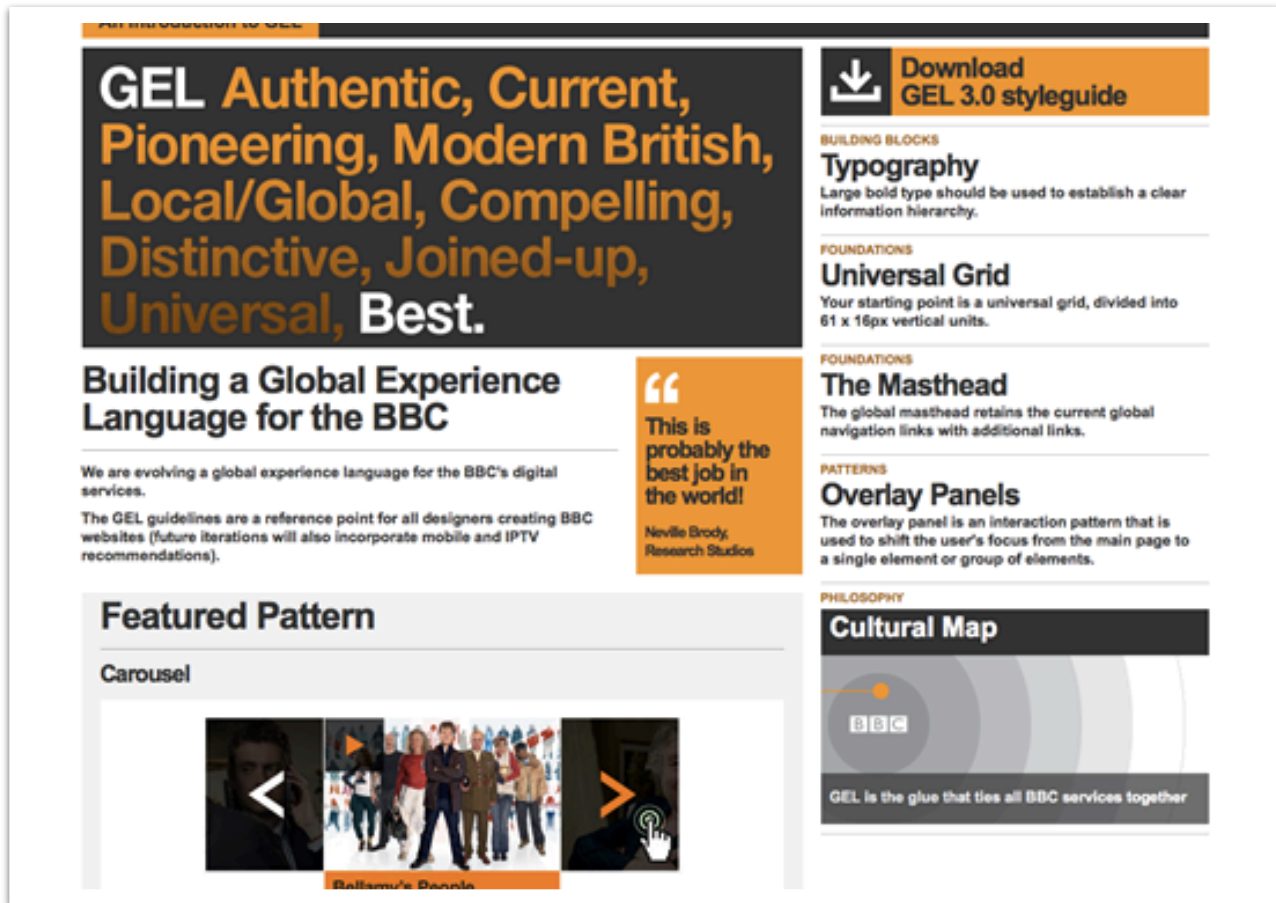 An Introduction to GEL
GEL Authentic, Current,
Pioneering, Modern British,
Local/Global, Compelling,
Distinctive, Joined-up,
Universal, Best.
Building a Global Experience
Language for the BBC
We are evolving a global experience language for the BBC's digital
services.
The GEL guidelines are a reference point for all designers creating BBC
websites (future iterations will also incorporate mobile and IPTV
recommendations).
“
This is
probably the
best job in
the world!
Neville Brody,
Research Studios
Featured Pattern
Carousel
Bellamy's People
Download
GEL 3.0 styleguide
BUILDING BLOCKS
Typography
Large bold type should be used to establish a clear
information hierarchy.
FOUNDATIONS
Universal Grid
Your starting point is a universal grid, divided into
61 x 16px vertical units.
FOUNDATIONS
The Masthead
The global masthead retains the current global
navigation links with additional links.
PATTERNS
Overlay Panels
The overlay panel is an interaction pattern that is
used to shift the user's focus from the main page to
a single element or group of elements.
PHILOSOPHY
Cultural Map
BBC
GEL is the glue that ties all BBC services together